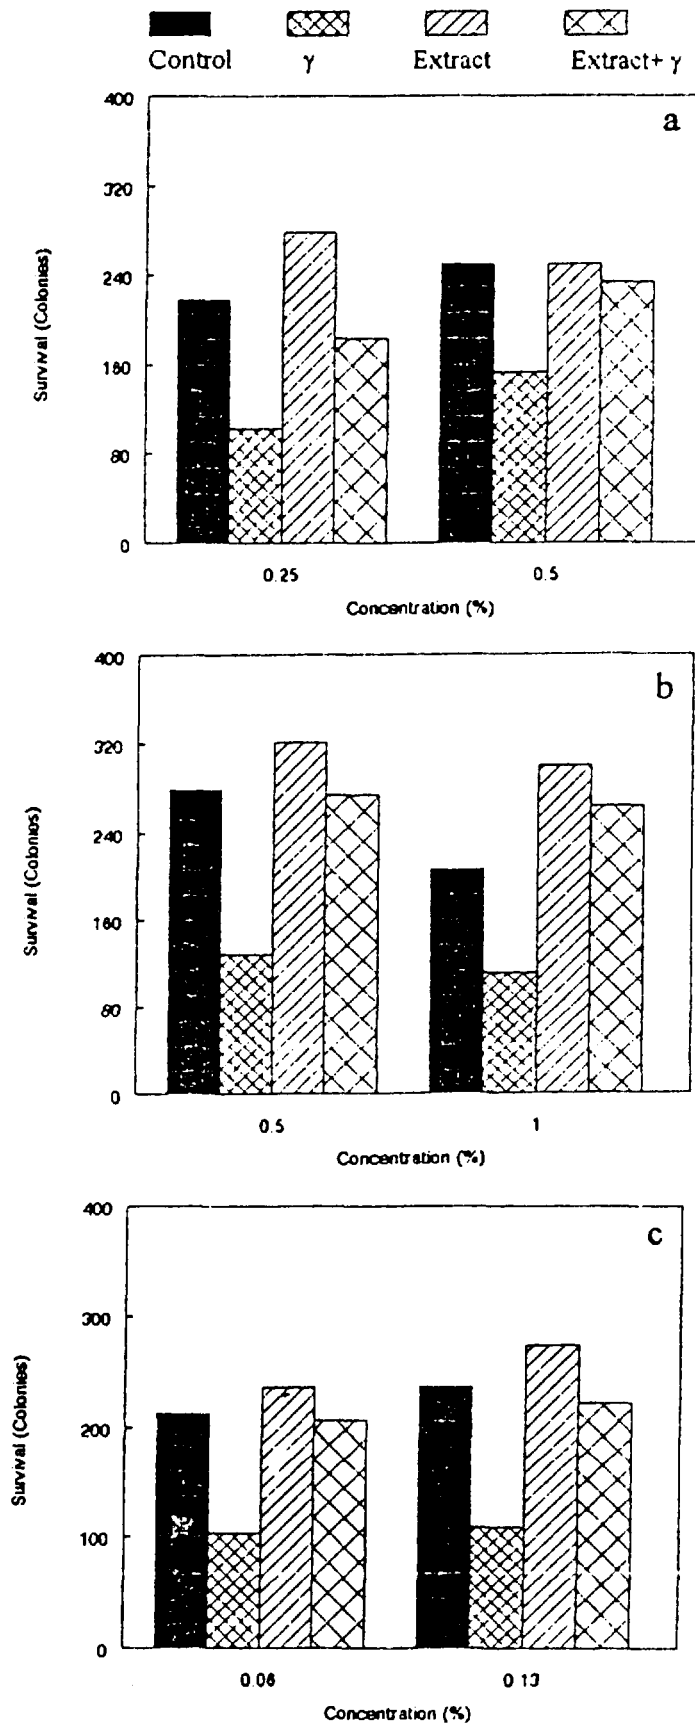 Control γ Extract Extract+ γ
a
400
320
240
160
80
0
Survival (Colonies)
0.25 0.5
Concentration (%)
b
400
320
240
160
80
0
Survival (Colonies)
0.5 1
Concentration (%)
c
400
300
200
100
0
Survival (Colonies)
0.06 0.13
Concentration (%)